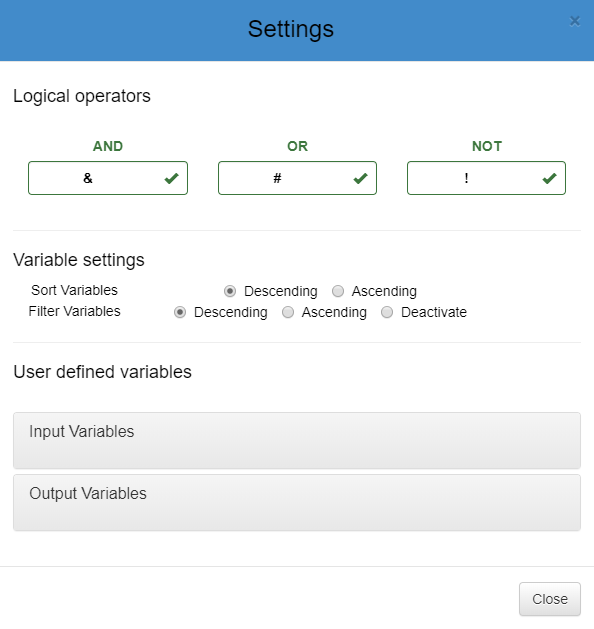 Settings ×
Logical operators
AND OR NOT
& # !
Variable settings
Sort Variables Descending Ascending
Filter Variables Descending Ascending Deactivate
User defined variables
Input Variables
Output Variables
Close